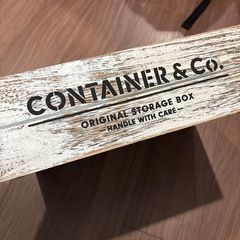 CONTAINER & Co.
ORIGINAL STORAGE BOX
—HANDLE WITH CARE—